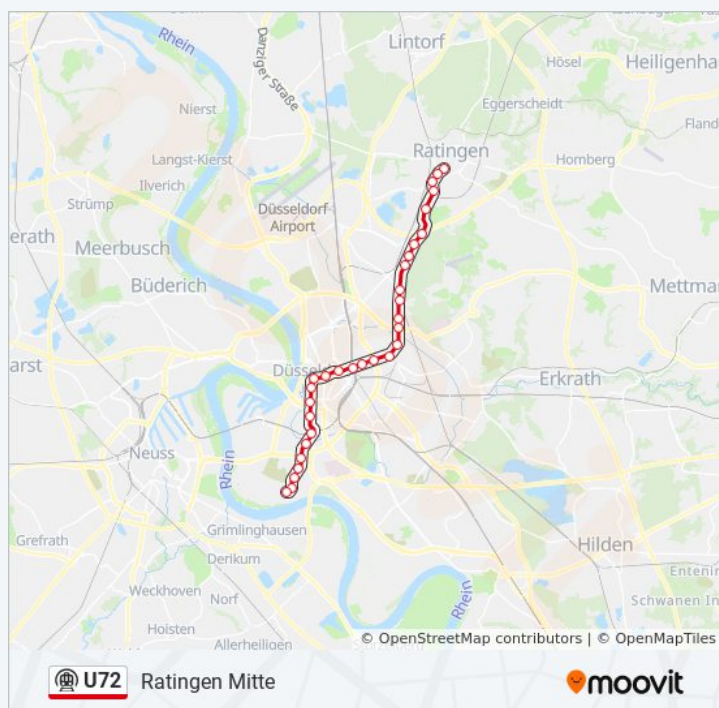 Rhein
Danziger Straße
Lintorf
Hösel
Heiligenha
Nierst
Eggerscheidt
Fland
Langst-Kierst
Ratingen
Homberg
Ilverich
Strümp
Düsseldorf
Airport
erath
Meerbusch
Büderich
Mettma
arst
Düssel
Erkrath
Neuss
Rhein
Grimlinghausen
Grefrath
Derikum
Hilden
Weckhoven
Norf
Rhein
Entenin
Schwanen In
Hoisten
Allerheiligen
© OpenStreetMap contributors | © OpenMapTiles
U72 Ratingen Mitte
moovit